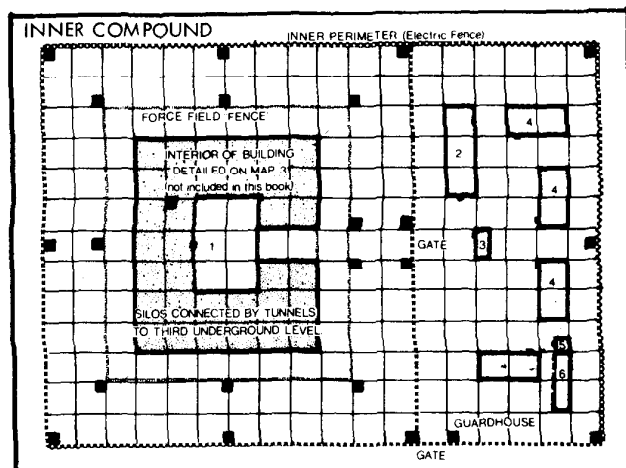 INNER COMPOUND
INNER PERIMETER (Electric Fence)
FORCE FIELD FENCE
4
2
INTERIOR OF BUILDING
DETAILED ON MAP 3
(not included in this book)
4
1
GATE
3
4
SILOS CONNECTED BY TUNNELS
TO THIRD UNDERGROUND LEVEL
5
6
GUARDHOUSE
GATE